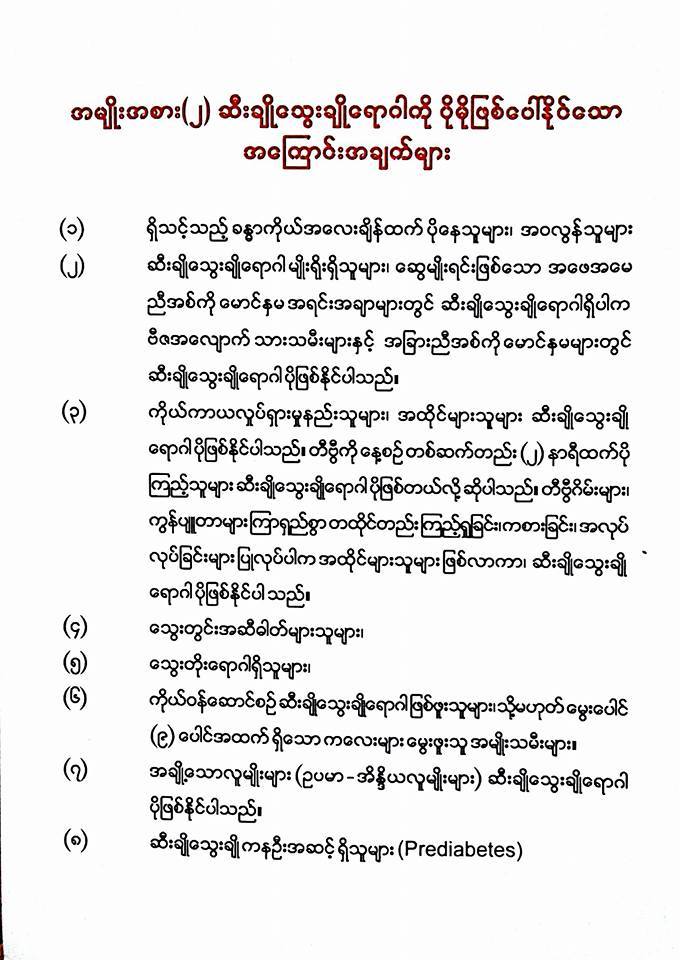 အမျိုးအစား(၂) ဆီးချိုသွေးချိုရောဂါကို ပိုမိုဖြစ်ပေါ်နိုင်သော
အကြောင်းအချက်များ
(၁) ရှိသင့်သည့် ခန္ဓာကိုယ်အလေးချိန်ထက် ပိုနေသူများ၊ အဝလွန်သူများ
(၂) ဆီးချိုသွေးချိုရောဂါ မျိုးရိုးရှိသူများ၊ ဆွေမျိုးရင်းဖြစ်သော အဖေအမေ
ညီအစ်ကို မောင်နှမ အရင်းအချာများတွင် ဆီးချိုသွေးချိုရောဂါရှိပါက
ဗီဇအလျောက် သားသမီးများနှင့် အခြားညီအစ်ကို မောင်နှမများတွင်
ဆီးချိုသွေးချိုရောဂါ ပိုဖြစ်နိုင်ပါသည်။
(၃) ကိုယ်ကာယလှုပ်ရှားမှုနည်းသူများ၊ အထိုင်များသူများ ဆီးချိုသွေးချို
ရောဂါ ပိုဖြစ်နိုင်ပါသည်။ တီဗွီကို နေ့စဉ် တစ်ဆက်တည်း (၂) နာရီထက်ပို
ကြည့်သူများ ဆီးချိုသွေးချိုရောဂါ ပိုဖြစ်တယ်လို့ ဆိုပါသည်။ တီဗွီဂိမ်းများ၊
ကွန်ပျူတာများ ကြာရှည်စွာ တထိုင်တည်း ကြည့်ရှုခြင်း၊ ကစားခြင်း၊ အလုပ်
လုပ်ခြင်းများ ပြုလုပ်ပါက အထိုင်များသူများ ဖြစ်လာကာ၊ ဆီးချိုသွေးချို
ရောဂါ ပိုဖြစ်နိုင်ပါ သည်။
(၄) သွေးတွင်းအဆီဓါတ်များသူများ၊
(၅) သွေးတိုးရောဂါရှိသူများ၊
(၆) ကိုယ်ဝန်ဆောင်စဉ် ဆီးချိုသွေးချိုရောဂါ ဖြစ်ဖူးသူများ၊ သို့မဟုတ် မွေးပေါင်
(၉) ပေါင်အထက် ရှိသော ကလေးများ မွေးဖူးသူ အမျိုးသမီးများ။
(၇) အချို့သောလူမျိုးများ (ဥပမာ - အိန္ဒိယလူမျိုးများ) ဆီးချိုသွေးချိုရောဂါ
ပိုဖြစ်နိုင်ပါသည်။
(၈) ဆီးချိုသွေးချို ကနဦးအဆင့် ရှိသူများ (Prediabetes)